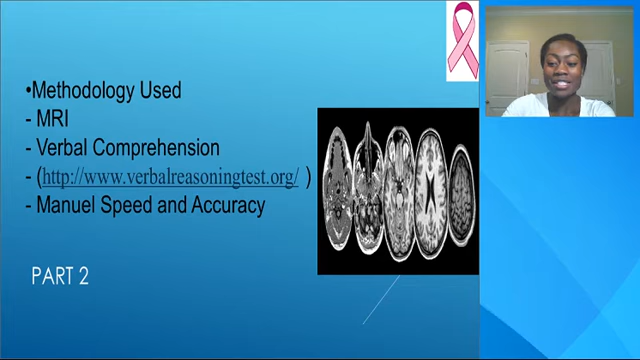 •Methodology Used
- MRI
- Verbal Comprehension
- (http://www.verbalreasoningtest.org/ )
- Manuel Speed and Accuracy
PART 2